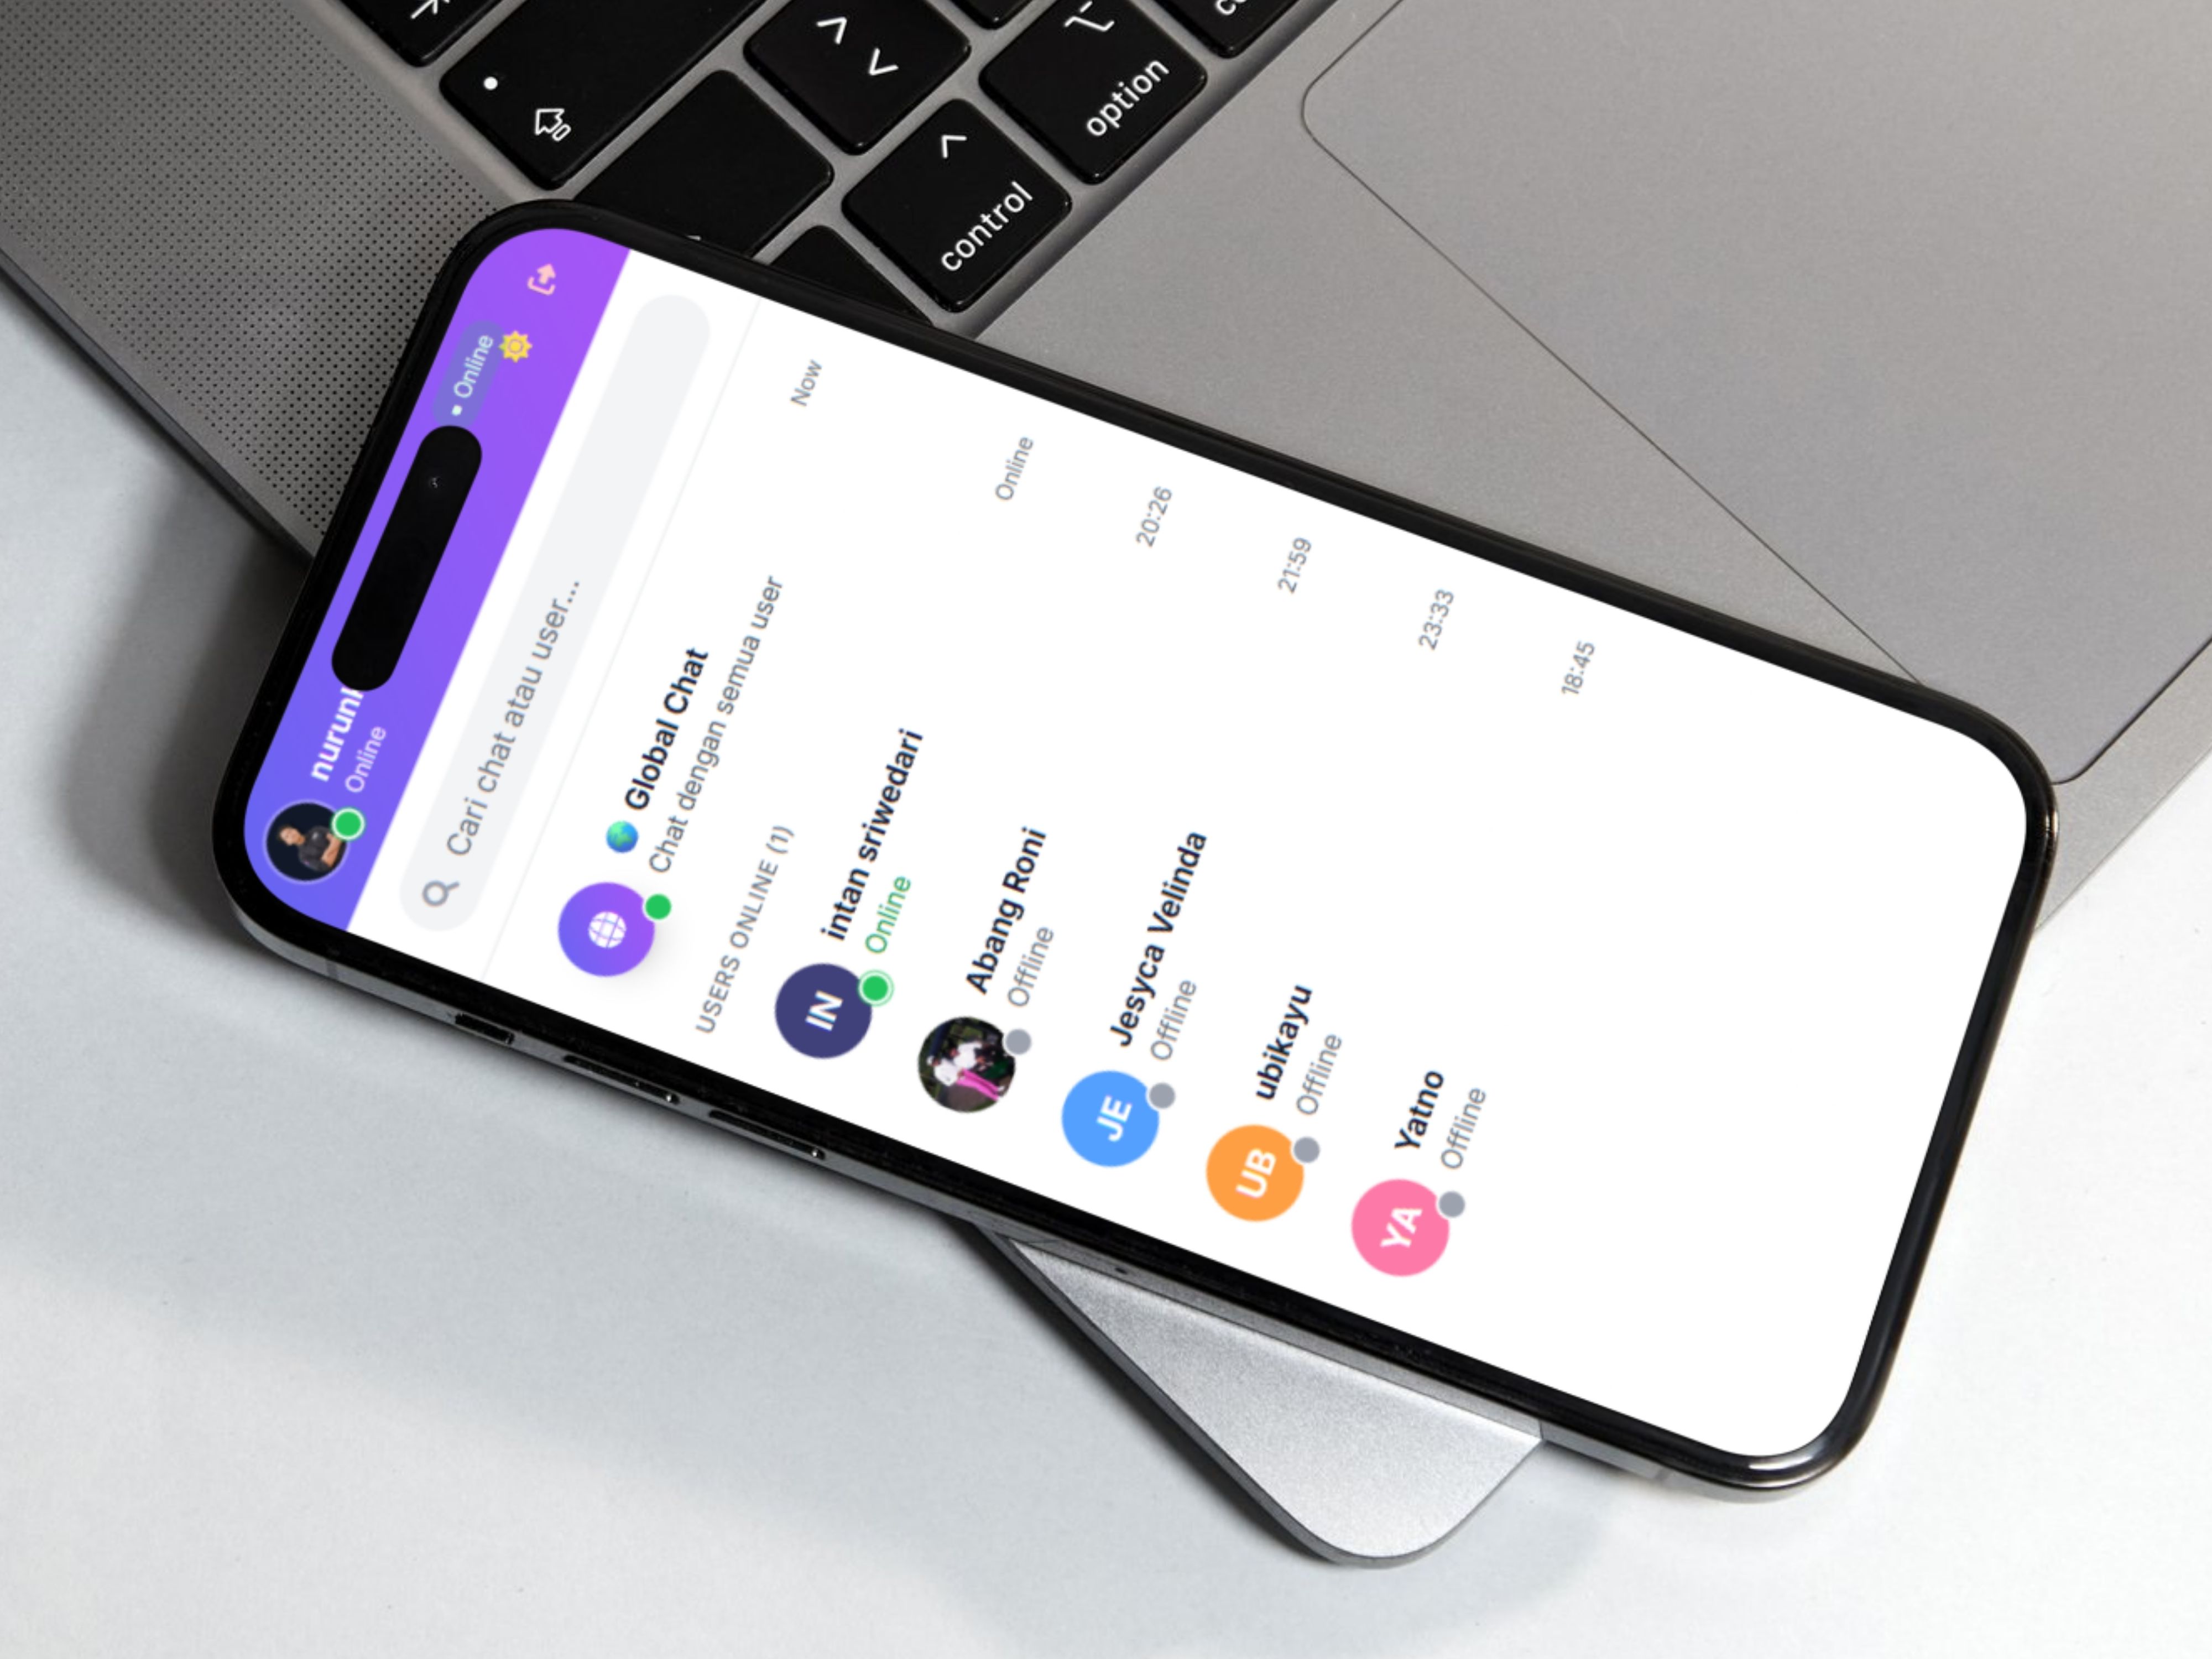 option
control
Online
Online
Cari chat atau user...
Global Chat
Now
Chat dengan semua user
USERS ONLINE (1)
IN
intan sriwedari
Online
Online
Abang Roni
20:26
Offline
JE
Jesyca Velinda
21:59
Offline
UB
ubikayu
23:33
Offline
YA
Yatno
18:45
Offline